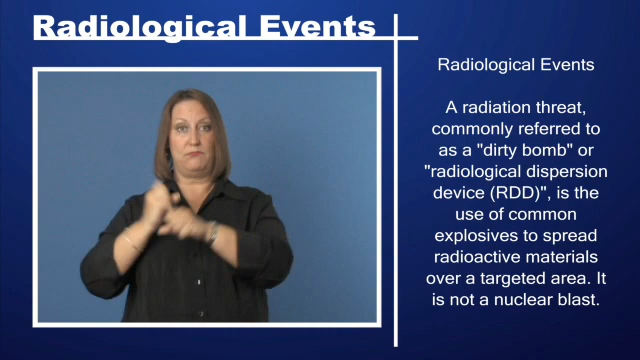 Radiological Events
Radiological Events
A radiation threat,
commonly referred to
as a "dirty bomb" or
"radiological dispersion
device (RDD)", is the
use of common
explosives to spread
radioactive materials
over a targeted area. It
is not a nuclear blast.